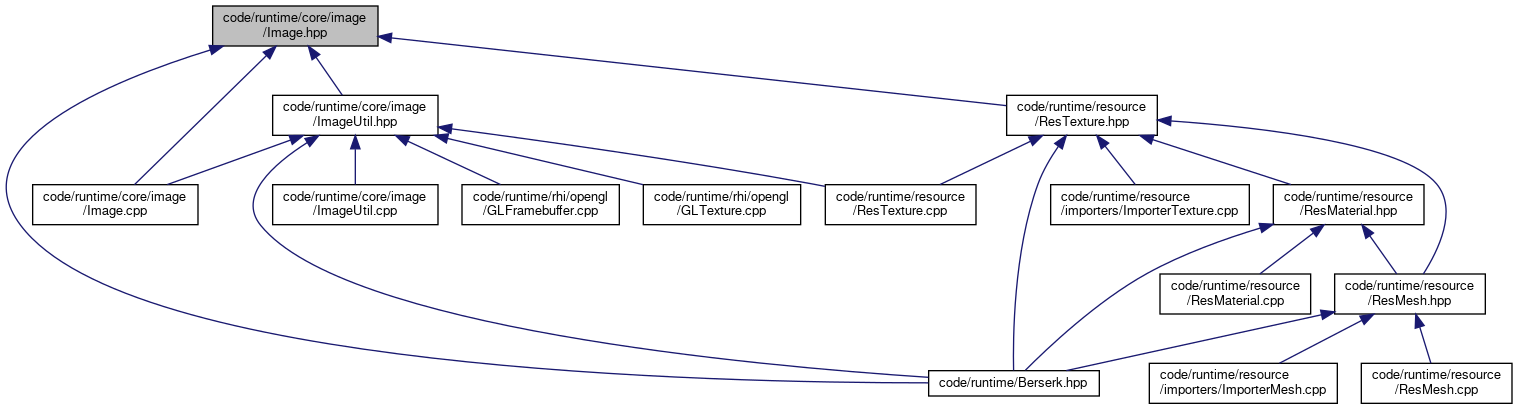 code/runtime/core/image
/Image.hpp
code/runtime/core/image
/ImageUtil.hpp
code/runtime/resource
/ResTexture.hpp
code/runtime/core/image
/Image.cpp
code/runtime/core/image
/ImageUtil.cpp
code/runtime/rhi/opengl
/GLFramebuffer.cpp
code/runtime/rhi/opengl
/GLTexture.cpp
code/runtime/resource
/ResTexture.cpp
code/runtime/resource
/importers/ImporterTexture.cpp
code/runtime/resource
/ResMaterial.hpp
code/runtime/resource
/ResMaterial.cpp
code/runtime/resource
/ResMesh.hpp
code/runtime/Berserk.hpp
code/runtime/resource
/importers/ImporterMesh.cpp
code/runtime/resource
/ResMesh.cpp